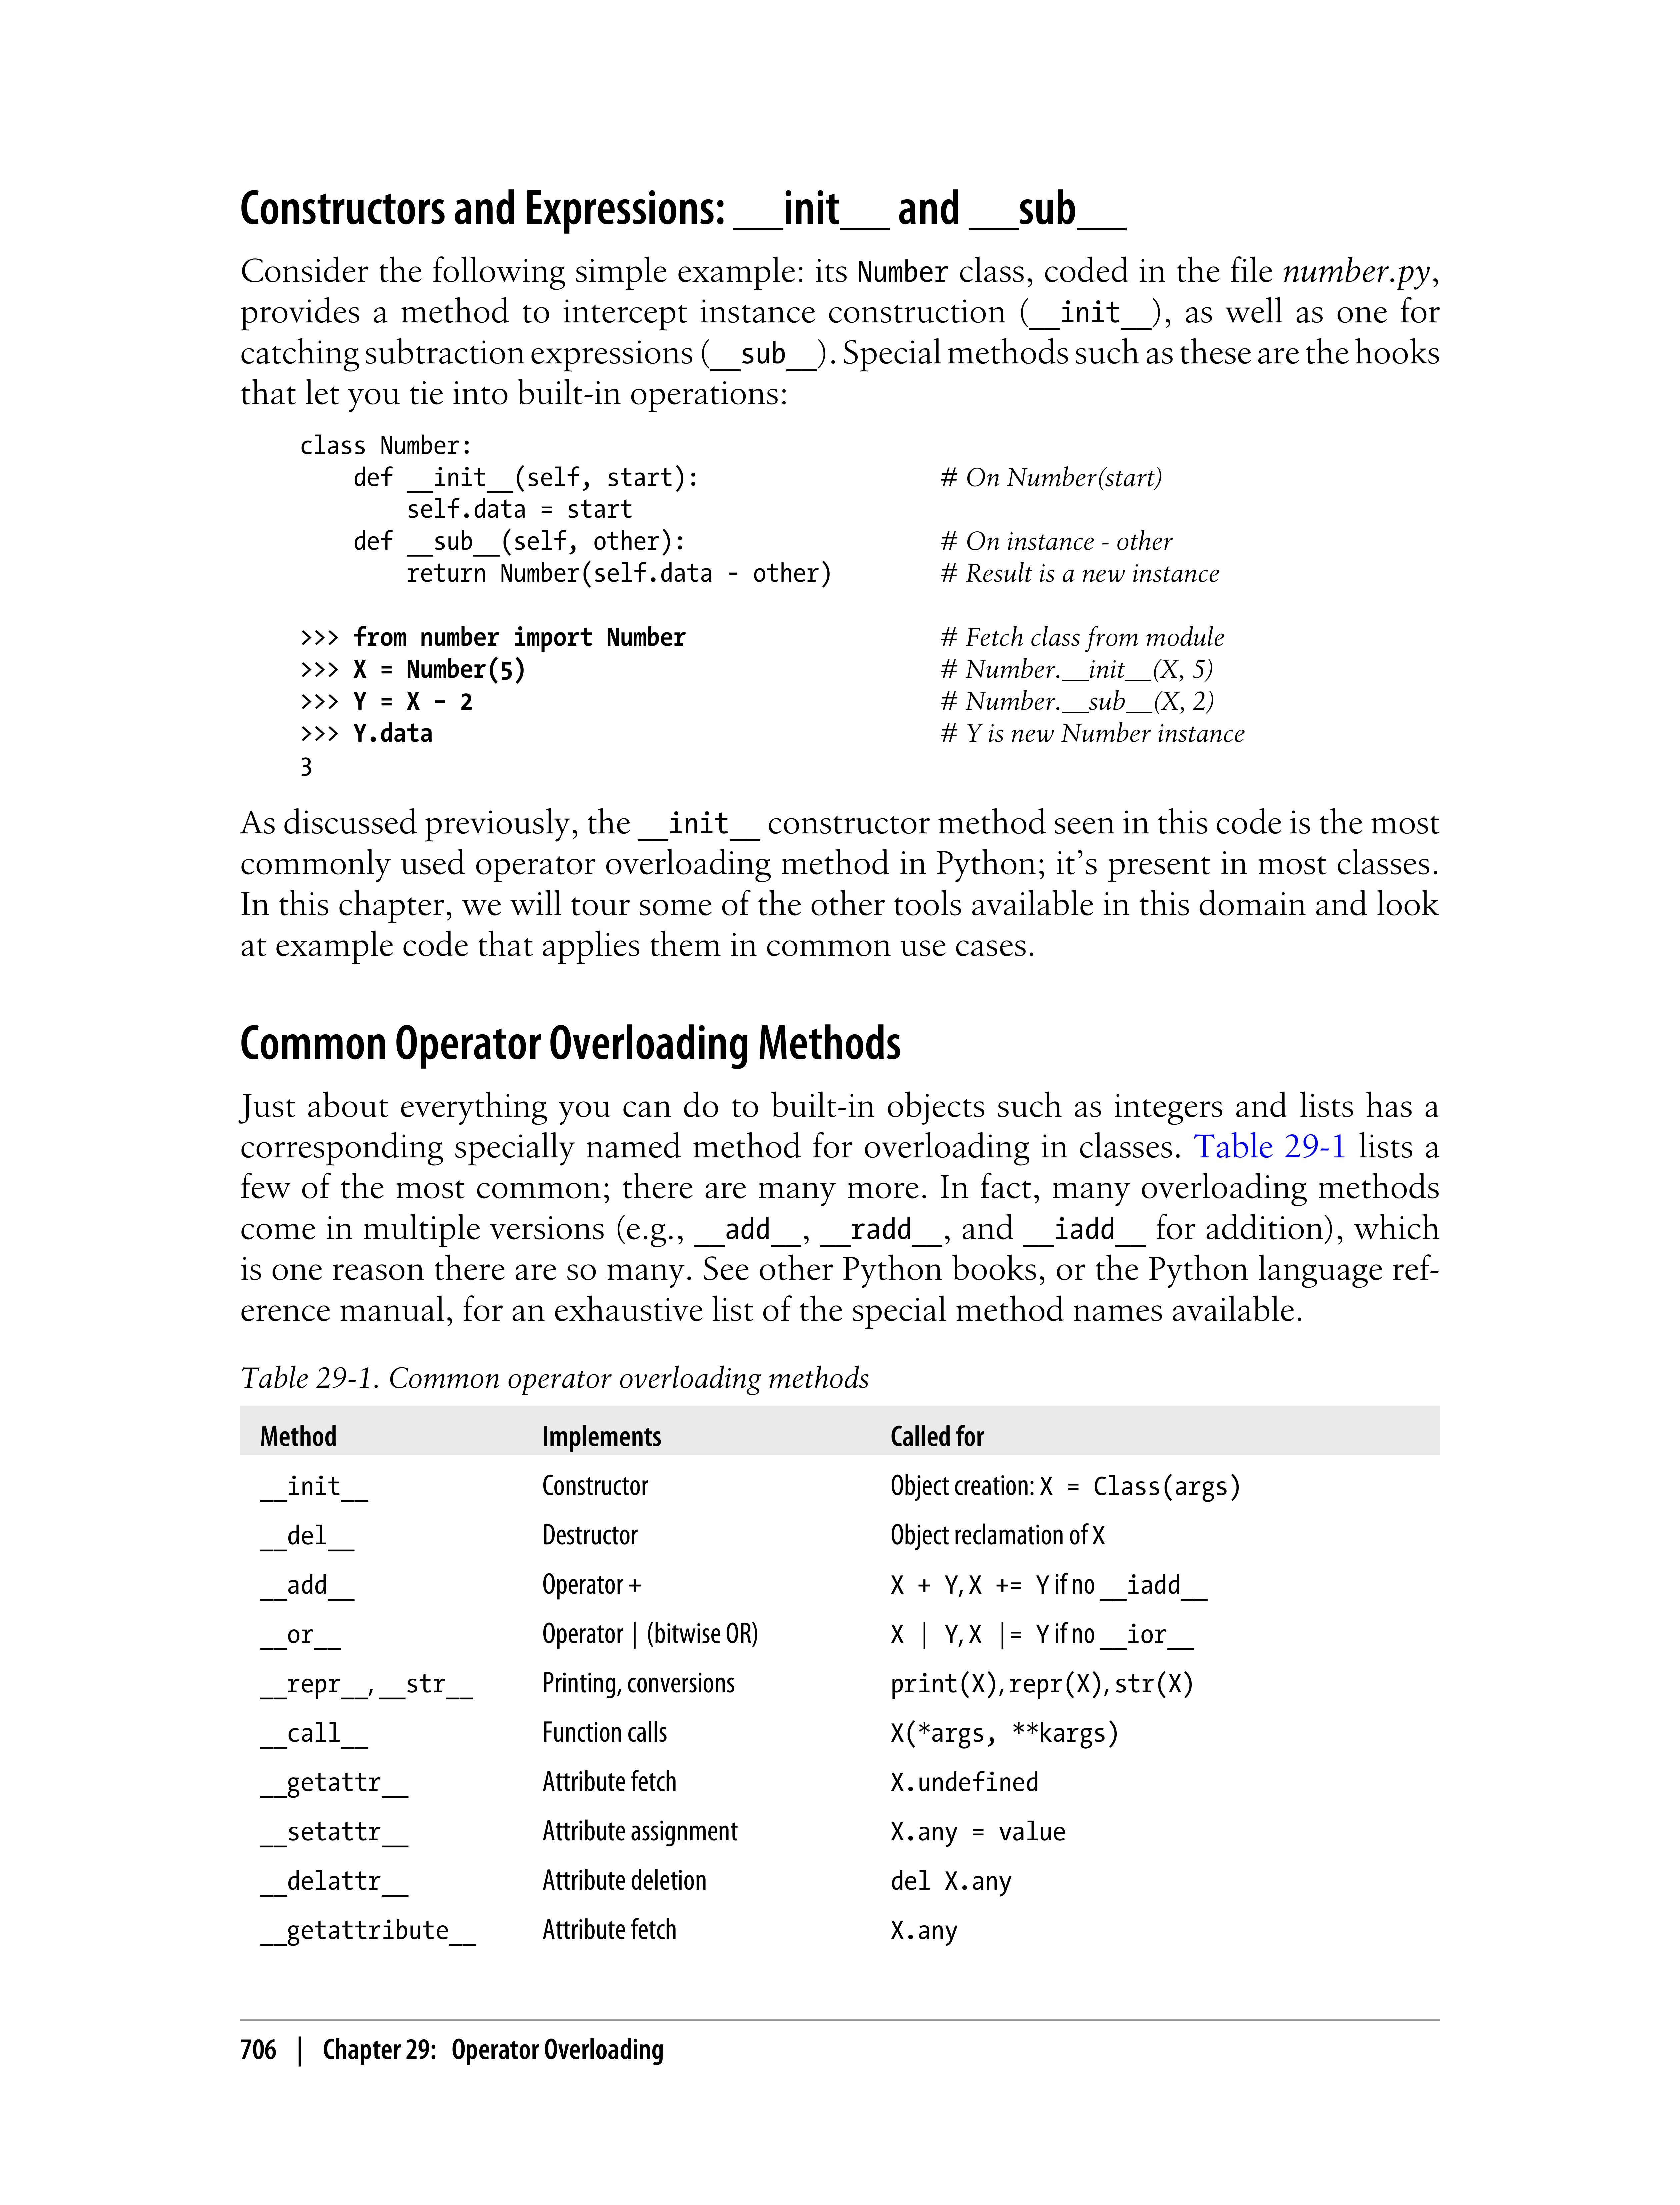 Constructors and Expressions: __init__ and __sub__
Consider the following simple example: its Number class, coded in the file number.py,
provides a method to intercept instance construction (__init__), as well as one for
catching subtraction expressions (__sub__). Special methods such as these are the hooks
that let you tie into built-in operations:
class Number:
    def __init__(self, start):                  # On Number(start)
        self.data = start
    def __sub__(self, other):                   # On instance - other
        return Number(self.data - other)        # Result is a new instance
>>> from number import Number                   # Fetch class from module
>>> X = Number(5)                               # Number.__init__(X, 5)
>>> Y = X – 2                                   # Number.__sub__(X, 2)
>>> Y.data                                      # Y is new Number instance
3
As discussed previously, the __init__ constructor method seen in this code is the most
commonly used operator overloading method in Python; it’s present in most classes.
In this chapter, we will tour some of the other tools available in this domain and look
at example code that applies them in common use cases.
Common Operator Overloading Methods
Just about everything you can do to built-in objects such as integers and lists has a
corresponding specially named method for overloading in classes. Table 29-1 lists a
few of the most common; there are many more. In fact, many overloading methods
come in multiple versions (e.g., __add__, __radd__, and __iadd__ for addition), which
is one reason there are so many. See other Python books, or the Python language ref-
erence manual, for an exhaustive list of the special method names available.
Table 29-1. Common operator overloading methods
Method Implements Called for
__init__ Constructor Object creation: X = Class(args)
__del__ Destructor Object reclamation of X
__add__ Operator + X + Y, X += Y if no __iadd__
__or__ Operator | (bitwise OR) X | Y, X |= Y if no __ior__
__repr__, __str__ Printing, conversions print(X), repr(X), str(X)
__call__ Function calls X(*args, **kargs)
__getattr__ Attribute fetch X.undefined
__setattr__ Attribute assignment X.any = value
__delattr__ Attribute deletion del X.any
__getattribute__ Attribute fetch X.any
706 | Chapter 29: Operator Overloading